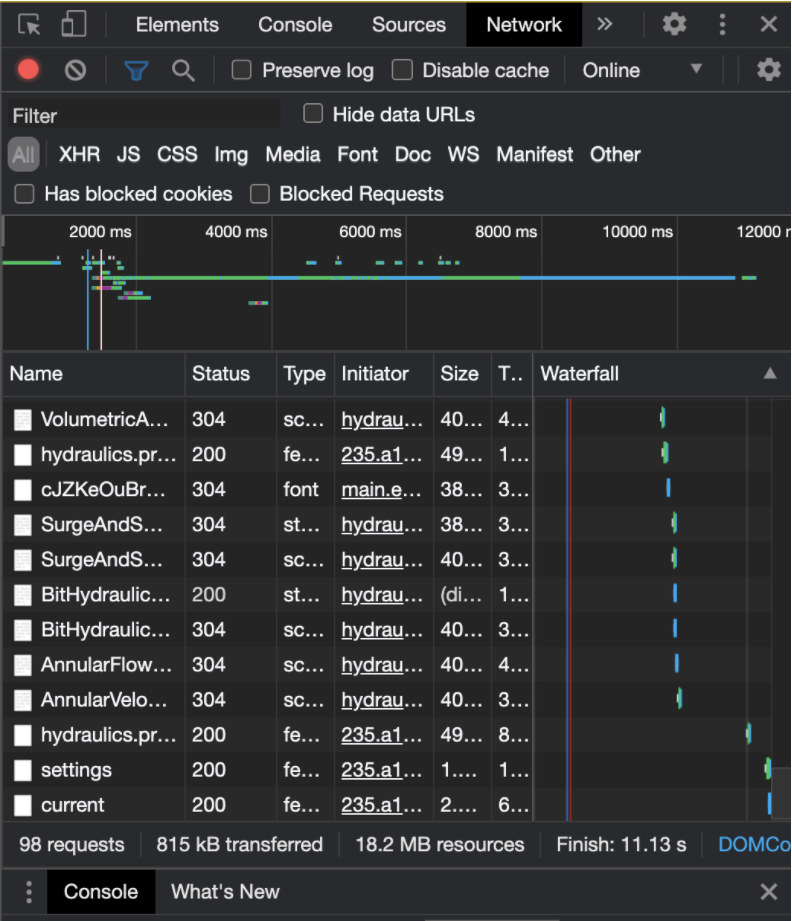 Elements Console Sources Network »
Preserve log Disable cache Online
Filter Hide data URLs
All XHR JS CSS Img Media Font Doc WS Manifest Other
Has blocked cookies Blocked Requests
2000 ms 4000 ms 6000 ms 8000 ms 10000 ms 12000 r
Name Status Type Initiator Size T.. Waterfall
VolumetricA... 304 sc... hydrau... 40... 4...
hydraulics.pr... 200 fe... 235.a1... 49... 1...
cJZKeOuBr... 304 font main.e... 38... 3...
SurgeAndS... 304 st... hydrau... 38... 3...
SurgeAndS... 304 sc... hydrau... 40... 3...
BitHydraulic... 200 st... hydrau... (di... 1...
BitHydraulic... 304 sc... hydrau... 40... 3...
AnnularFlow... 304 sc... hydrau... 40... 4...
AnnularVelo... 304 sc... hydrau... 40... 3...
hydraulics.pr... 200 fe... 235.a1... 49... 8...
settings 200 fe... 235.a1... 1.... 1...
current 200 fe... 235.a1... 2.... 6...
98 requests 815 kB transferred 18.2 MB resources Finish: 11.13 s DOMCo
Console What's New